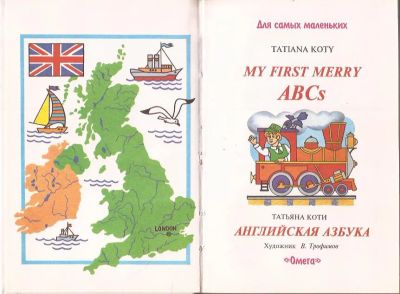 LONDON
Для самых маленьких
TATIANA KOTY
MY FIRST MERRY
ABCs
ТАТЬЯНА КОТИ
АНГЛИЙСКАЯ АЗБУКА
Художник В. Трофимов
«Омега»